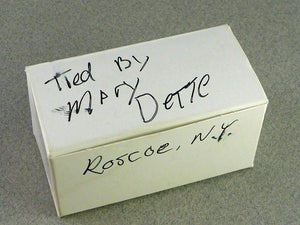 Tied By
Mary
Dette
Roscoe, N.Y.